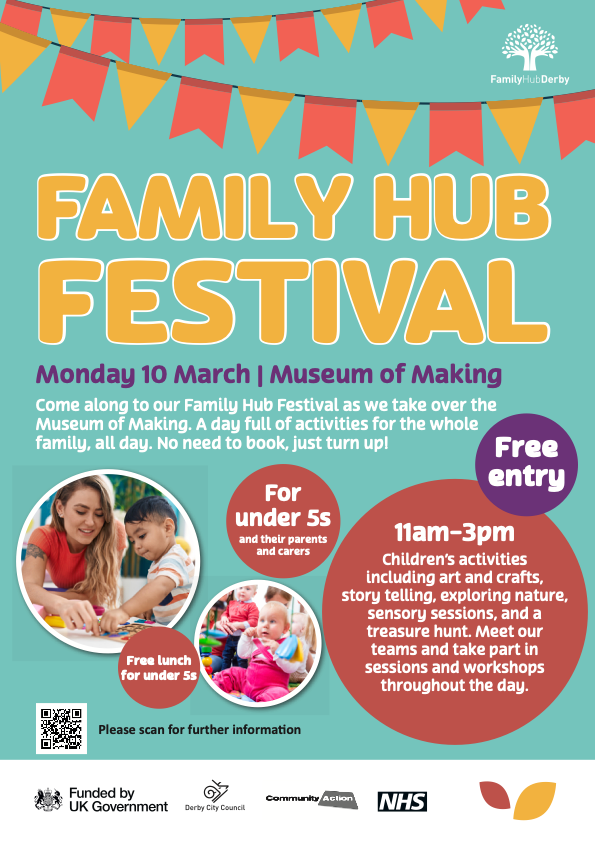 FamilyHubDerby
FAMILY HUB
FESTIVAL
Monday 10 March | Museum of Making
Come along to our Family Hub Festival as we take over the
Museum of Making. A day full of activities for the whole
family, all day. No need to book, just turn up!
Free
entry
For
under 5s
and their parents
and carers
11am–3pm
Children's activities
including art and crafts,
story telling, exploring nature,
sensory sessions, and a
treasure hunt. Meet our
teams and take part in
sessions and workshops
throughout the day.
Free lunch
for under 5s
Please scan for further information
Funded by
UK Government
Derby City Council
Community Action
NHS